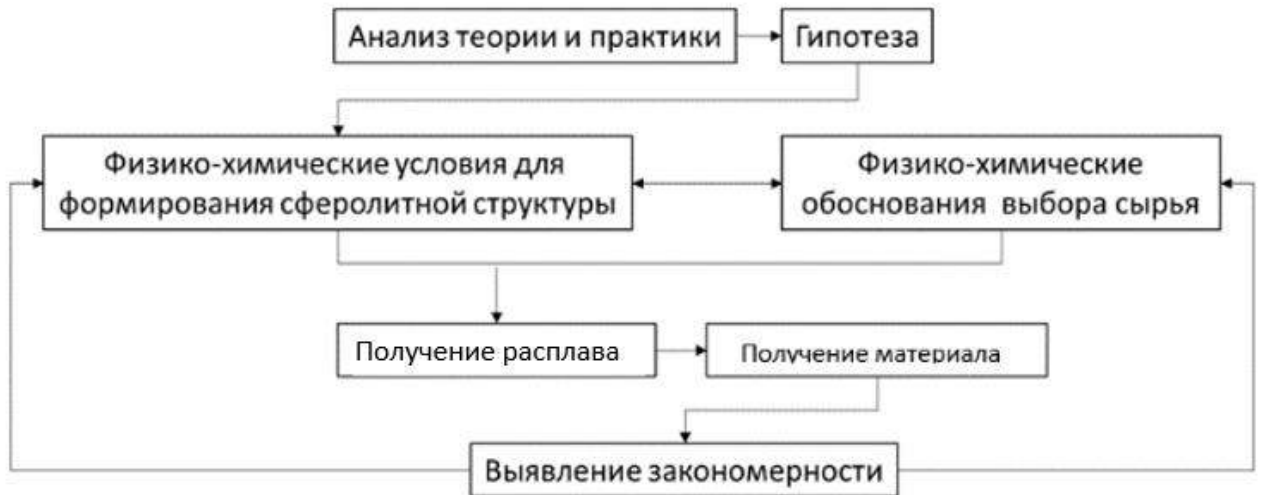 Анализ теории и практики
Гипотеза
Физико-химические условия для
формирования сферолитной структуры
Физико-химические
обоснования выбора сырья
Получение расплава
Получение материала
Выявление закономерности